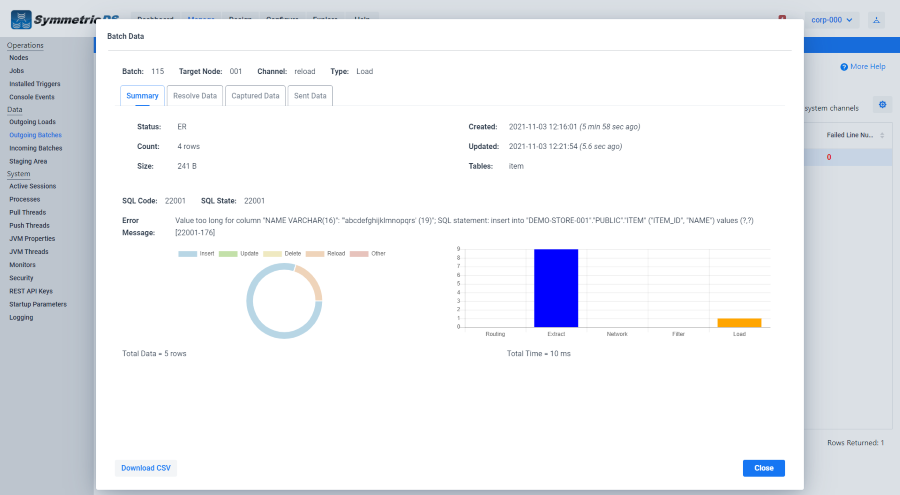 SymmetricDS Dashboard Manage Design Configure Explore Help corp-000
Operations
Nodes
Jobs
Installed Triggers
Console Events
Data
Outgoing Loads
Outgoing Batches
Incoming Batches
Staging Area
System
Active Sessions
Processes
Pull Threads
Push Threads
JVM Properties
JVM Threads
Monitors
Security
REST API Keys
Startup Parameters
Logging
More Help
system channels
Failed Line Nu...
0
Rows Returned: 1
Batch Data
Batch: 115 Target Node: 001 Channel: reload Type: Load
Summary Resolve Data Captured Data Sent Data
Status: ER Created: 2021-11-03 12:16:01 (5 min 58 sec ago)
Count: 4 rows Updated: 2021-11-03 12:21:54 (5.6 sec ago)
Size: 241 B Tables: item
SQL Code: 22001 SQL State: 22001
Error Message: Value too long for column "NAME VARCHAR(16)": "'abcdefghijklmnopqrs' (19)"; SQL statement: insert into "DEMO-STORE-001"."PUBLIC"."ITEM" ("ITEM_ID", "NAME") values (?,?)
[22001-176]
Insert Update Delete Reload Other
9
8
7
6
5
4
3
2
1
0
Routing Extract Network Filter Load
Total Data = 5 rows Total Time = 10 ms
Download CSV Close